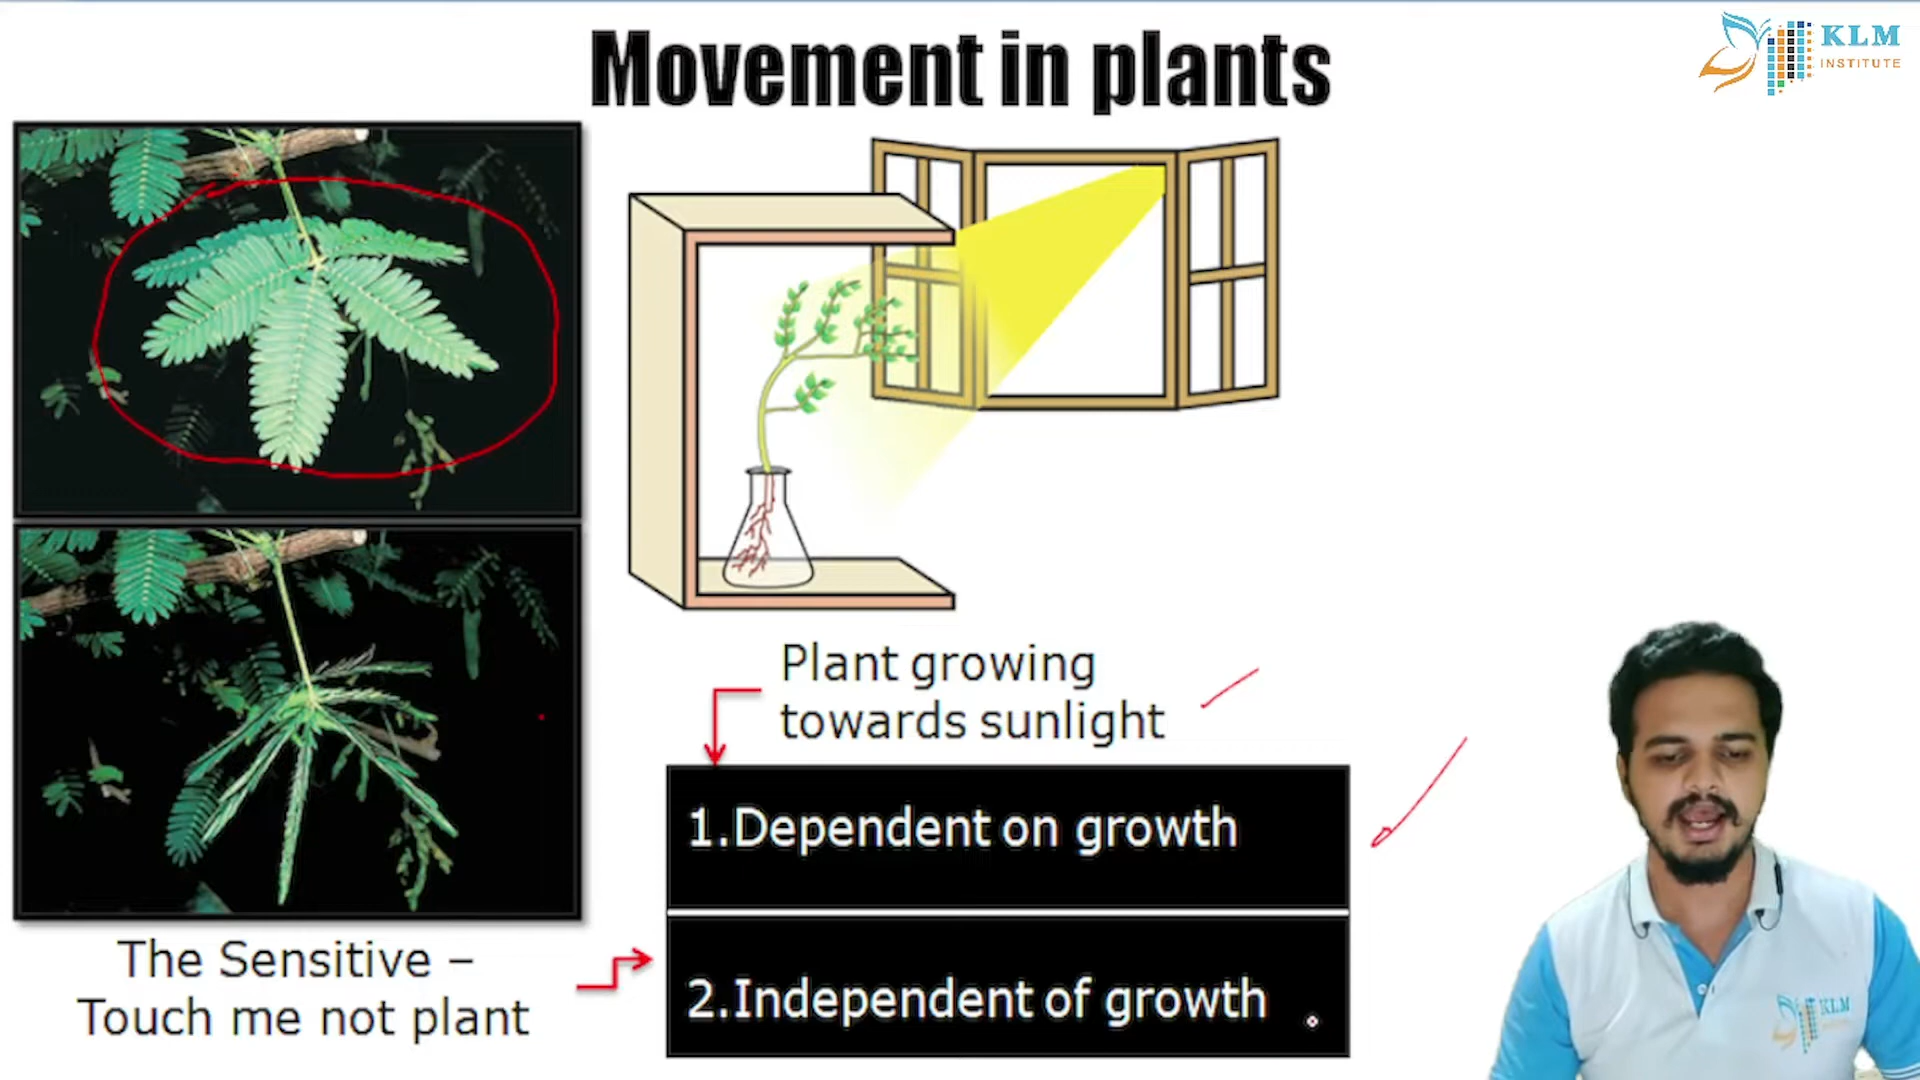 Movement in plants
KLM
INSTITUTE
Plant growing
towards sunlight
1.Dependent on growth
2.Independent of growth
The Sensitive –
Touch me not plant
KLM